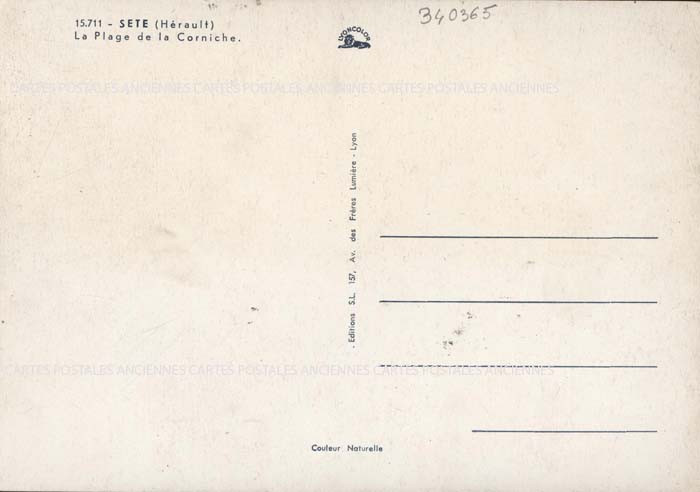 15.711 - SETE (Hérault)
La Plage de la Corniche.
LYONCOLOR
340365
CARTES POSTALES ANCIENNES CARTES POSTALES ANCIENNES CARTES POSTALES ANCIENNES
- Editions S.L. 157, Av. des Frères Lumière - Lyon
CARTES POSTALES ANCIENNES CARTES POSTALES ANCIENNES CARTES POSTALES ANCIENNES
Couleur Naturelle